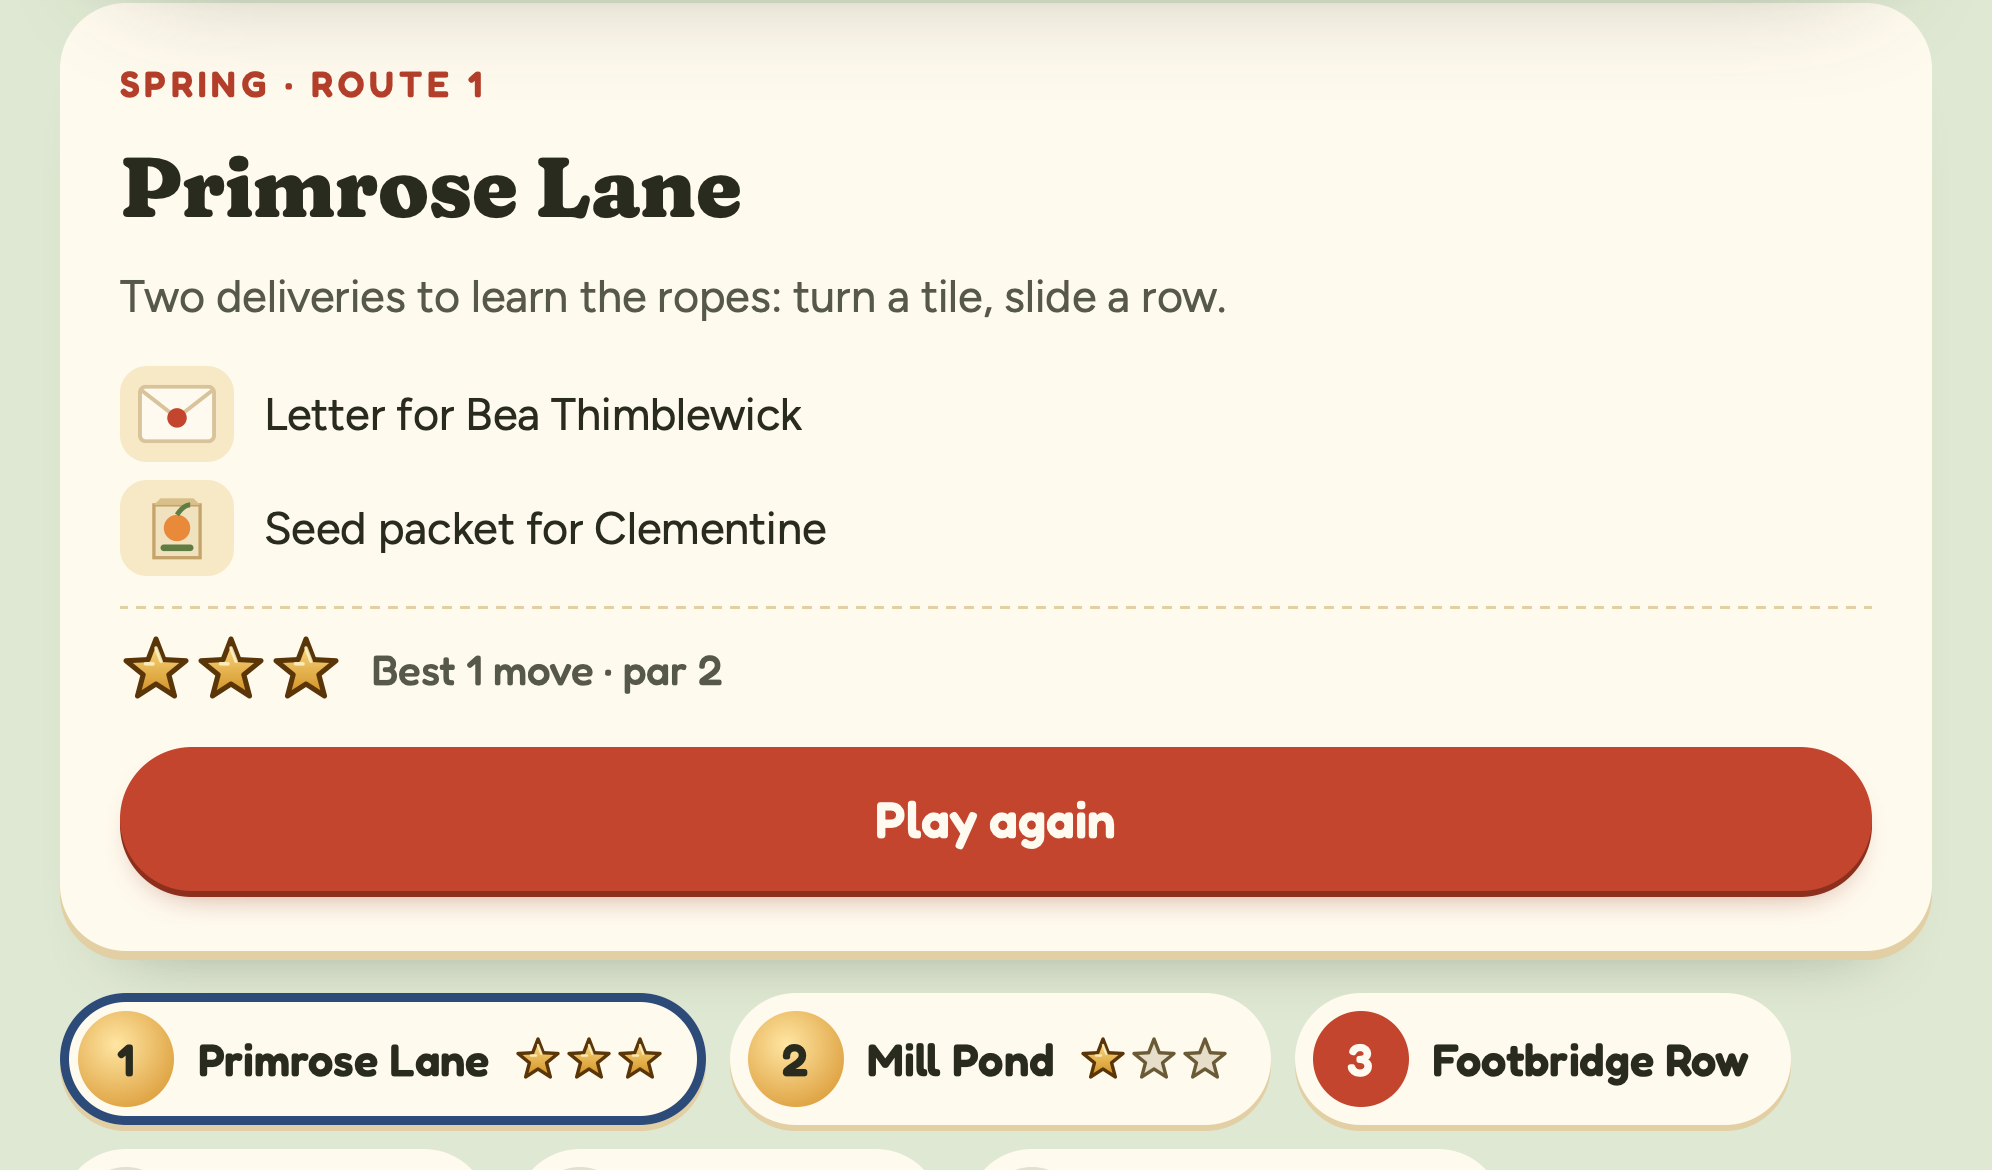 SPRING · ROUTE 1
Primrose Lane
Two deliveries to learn the ropes: turn a tile, slide a row.
Letter for Bea Thimblewick
Seed packet for Clementine
Best 1 move · par 2
Play again
1 Primrose Lane
2 Mill Pond
3 Footbridge Row